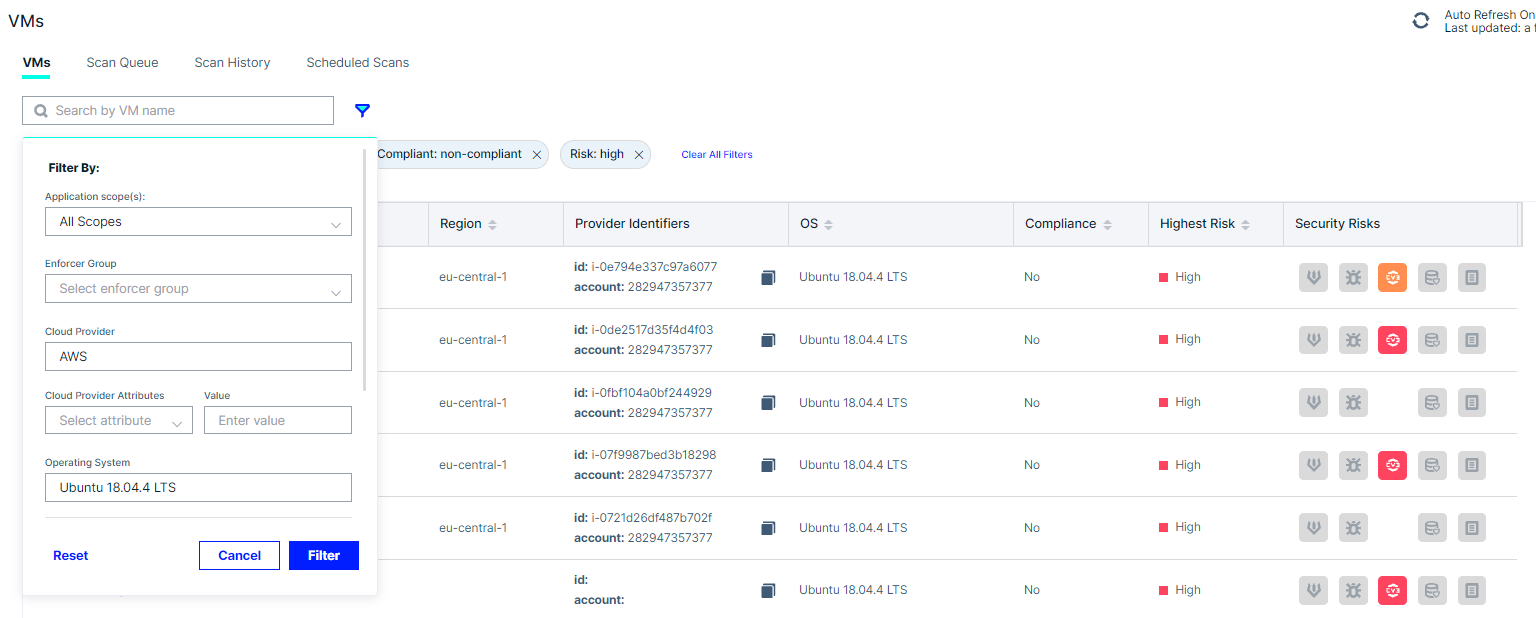 VMs
Auto Refresh On
Last updated: a f
VMs Scan Queue Scan History Scheduled Scans
Search by VM name
Compliant: non-compliant Risk: high Clear All Filters
Filter By:
Application scope(s):
All Scopes
Enforcer Group
Select enforcer group
Cloud Provider
AWS
Cloud Provider Attributes Value
Select attribute Enter value
Operating System
Ubuntu 18.04.4 LTS
Reset Cancel Filter
Region Provider Identifiers OS Compliance Highest Risk Security Risks
eu-central-1 id: i-0e794e337c97a6077 Ubuntu 18.04.4 LTS No High CVE
account: 282947357377
eu-central-1 id: i-0de2517d35f4d4f03 Ubuntu 18.04.4 LTS No High CVE
account: 282947357377
eu-central-1 id: i-0fbf104a0bf244929 Ubuntu 18.04.4 LTS No High
account: 282947357377
eu-central-1 id: i-07f9987bed3b18298 Ubuntu 18.04.4 LTS No High CVE
account: 282947357377
eu-central-1 id: i-0721d26df487b702f Ubuntu 18.04.4 LTS No High
account: 282947357377
id: Ubuntu 18.04.4 LTS No High CVE
account: